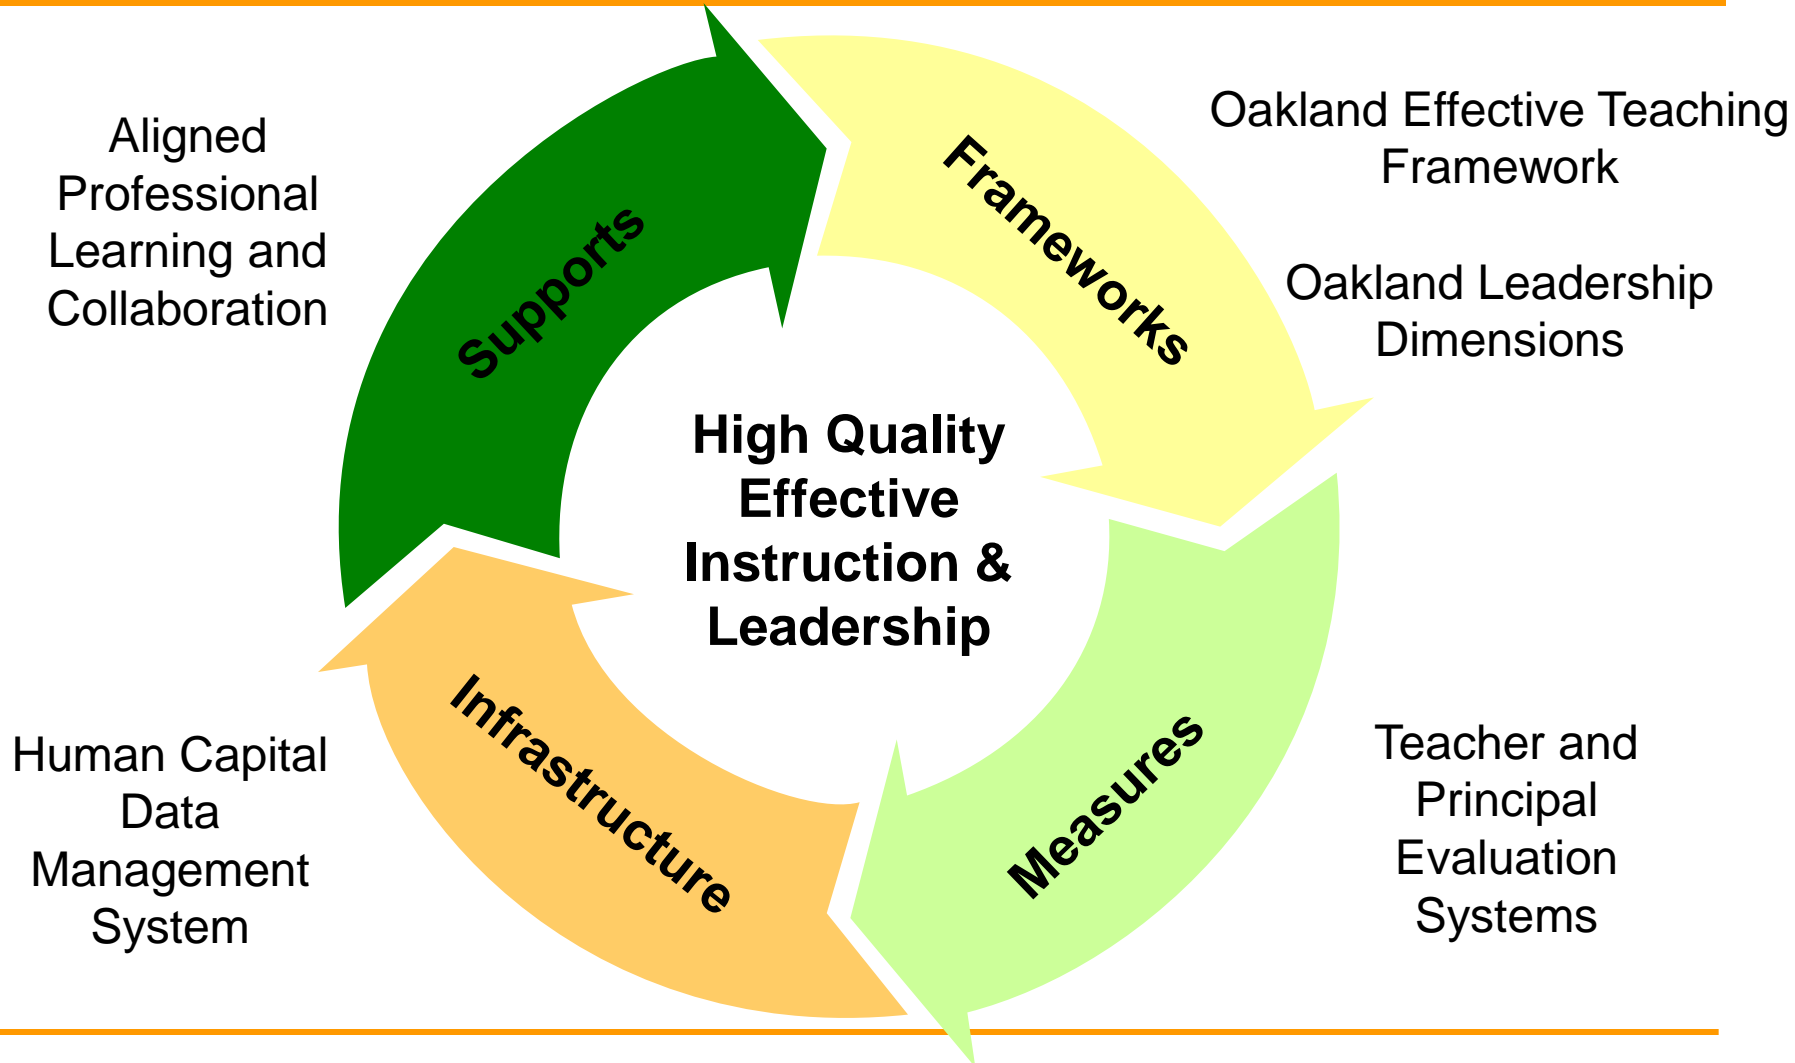 Aligned
Professional
Learning and
Collaboration
Supports
Frameworks
Oakland Effective Teaching
Framework
Oakland Leadership
Dimensions
High Quality
Effective
Instruction &
Leadership
Human Capital
Data
Management
System
Infrastructure
Measures
Teacher and
Principal
Evaluation
Systems